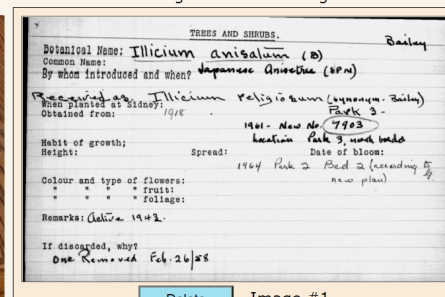 TREES AND SHRUBS.
Bailey
Botanical Name: Illicium anisatum (B)
Common Name: Japanese Anisetree (SPN)
By whom introduced and when?
Received as Illicium religiosum (synonym - Bailey)
When planted at Sidney: 1918 Park 3 -
Obtained from:
1961 - New No. 7903
Habit of growth; Location Park 3, north beds
Height: Spread: Date of bloom:
1964 Park 2 Bed 2 (according to new plan)
Colour and type of flowers:
" " " " fruit:
" " " " foliage:
Remarks: Active 1943.
If discarded, why?
One Removed Feb. 26/58
Delete Image #1